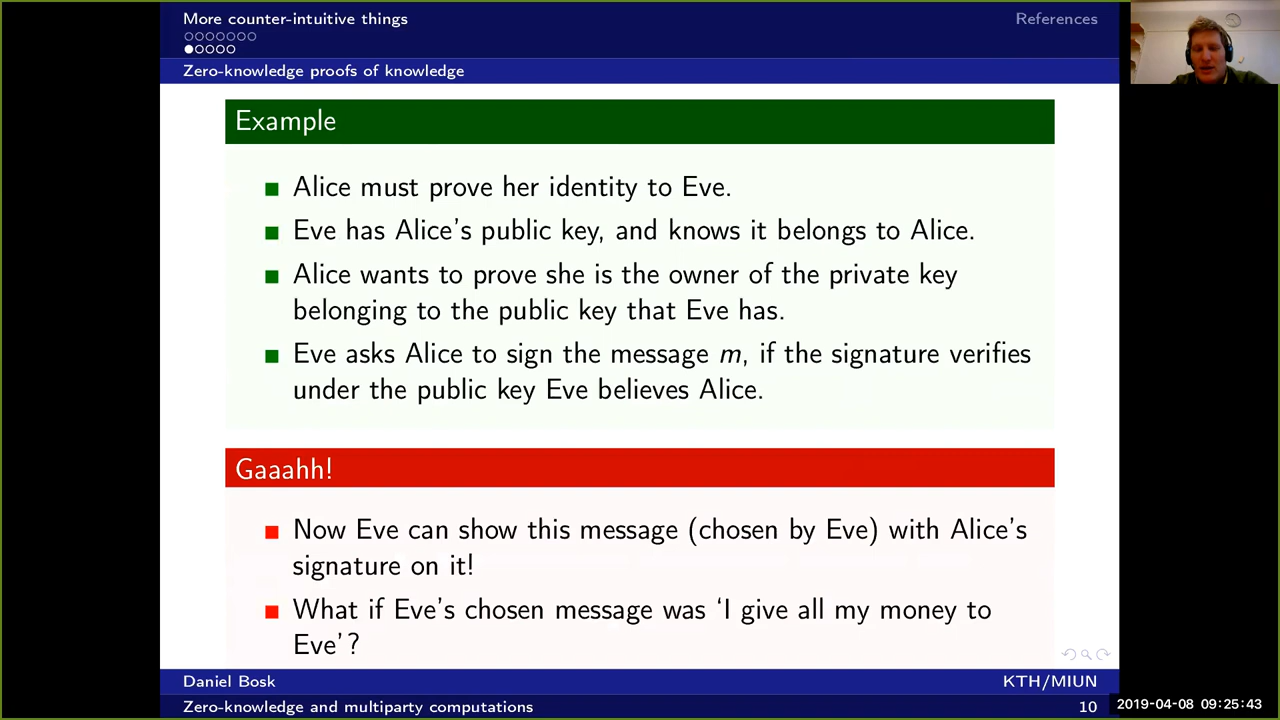 More counter-intuitive things
References
Zero-knowledge proofs of knowledge
Example
Alice must prove her identity to Eve.
Eve has Alice's public key, and knows it belongs to Alice.
Alice wants to prove she is the owner of the private key
belonging to the public key that Eve has.
Eve asks Alice to sign the message m, if the signature verifies
under the public key Eve believes Alice.
Gaaahh!
Now Eve can show this message (chosen by Eve) with Alice's
signature on it!
What if Eve's chosen message was ‘I give all my money to
Eve’?
Daniel Bosk
KTH/MIUN
Zero-knowledge and multiparty computations
10
2019-04-08 09:25:43